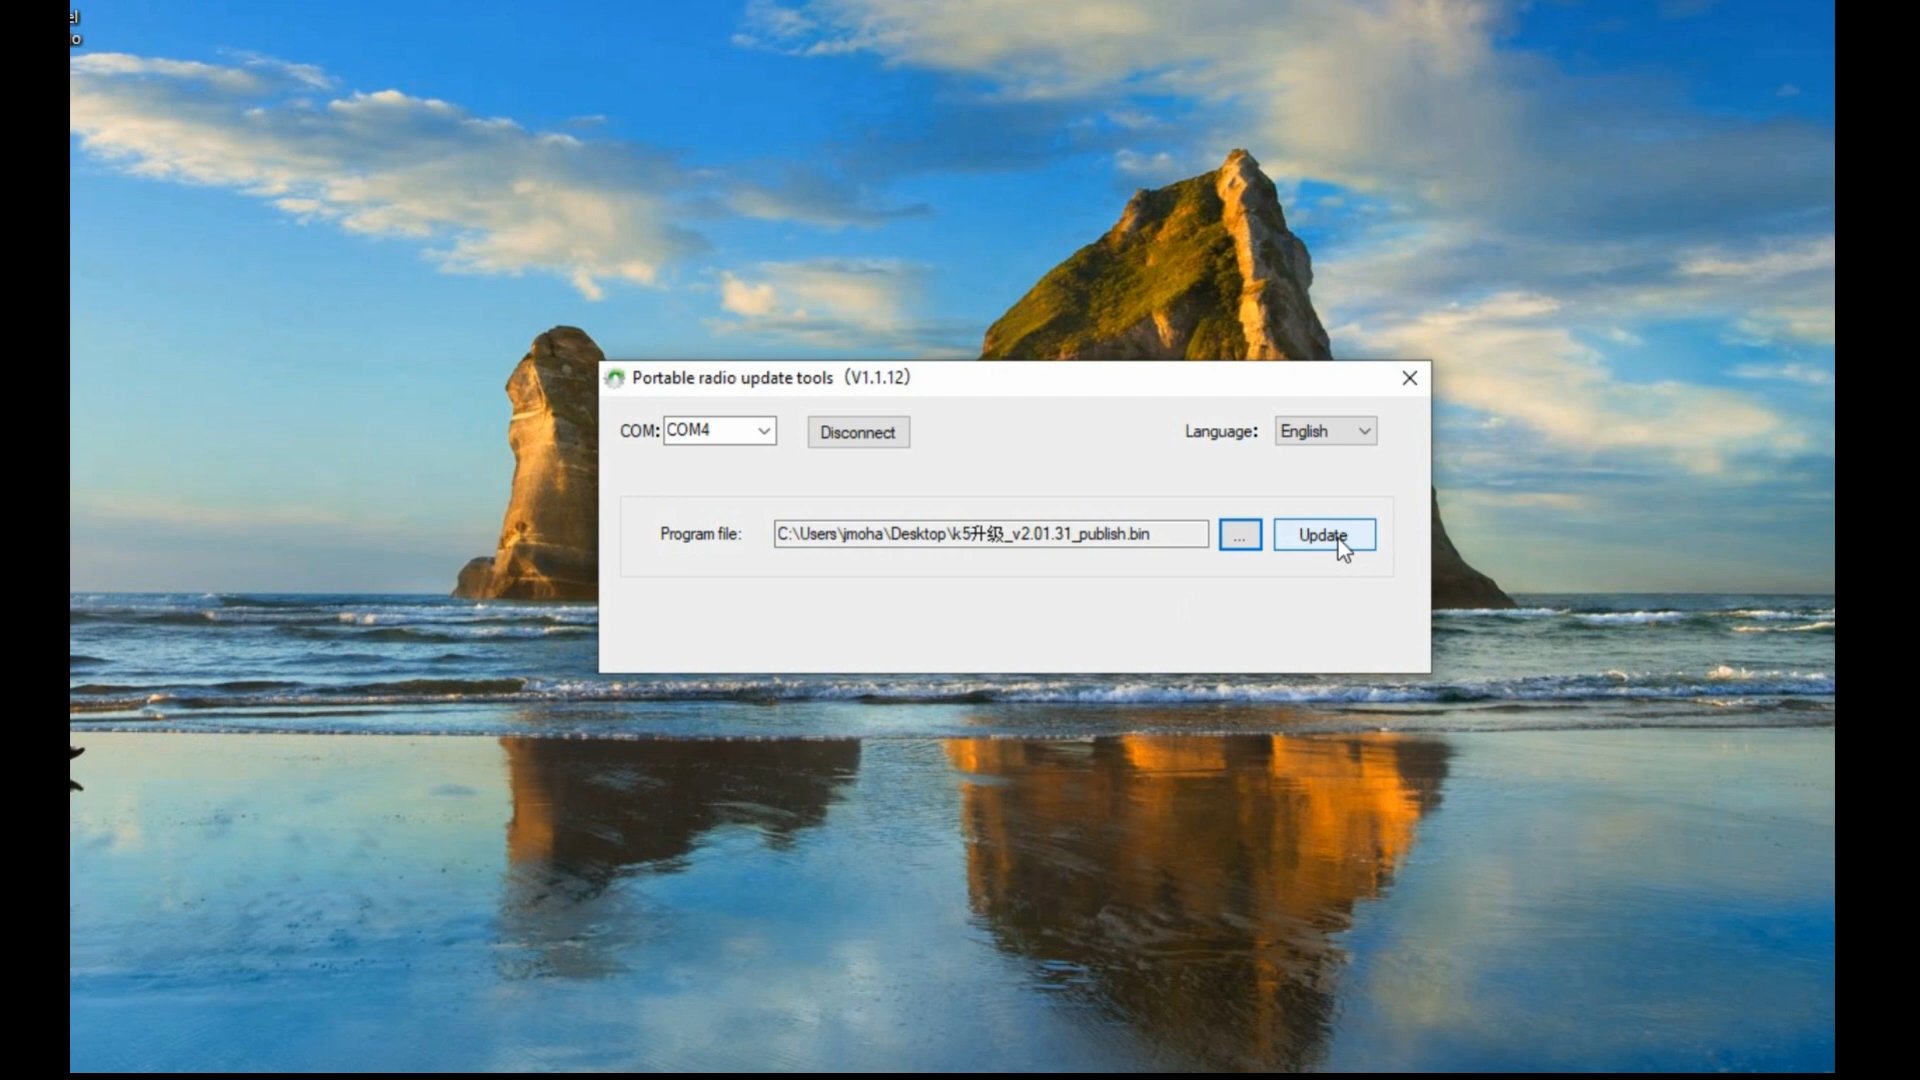 el
o
Portable radio update tools （V1.1.12）
COM: COM4 Disconnect Language: English
Program file: C:\Users\jmoha\Desktop\k5升级_v2.01.31_publish.bin ... Update